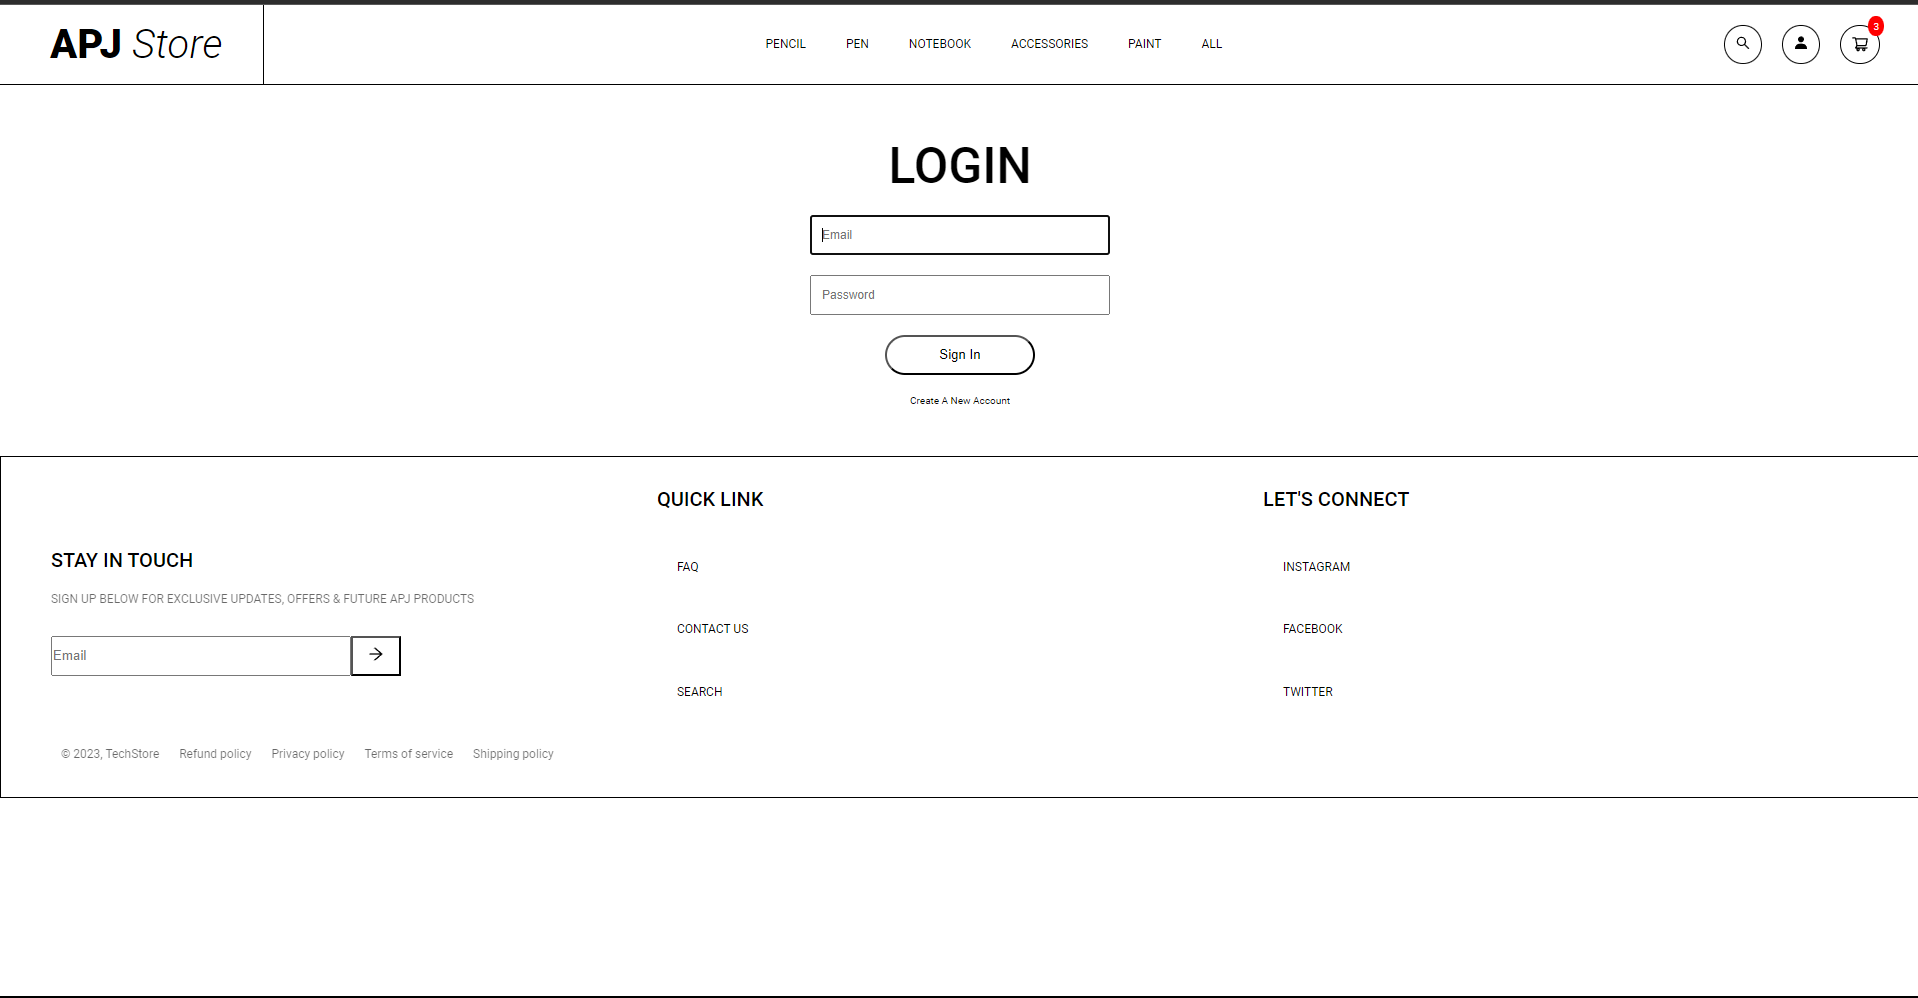 APJ Store
PENCIL PEN NOTEBOOK ACCESSORIES PAINT ALL
3
LOGIN
Email
Password
Sign In
Create A New Account
STAY IN TOUCH
SIGN UP BELOW FOR EXCLUSIVE UPDATES, OFFERS & FUTURE APJ PRODUCTS
Email
QUICK LINK
FAQ
CONTACT US
SEARCH
LET'S CONNECT
INSTAGRAM
FACEBOOK
TWITTER
© 2023, TechStore Refund policy Privacy policy Terms of service Shipping policy